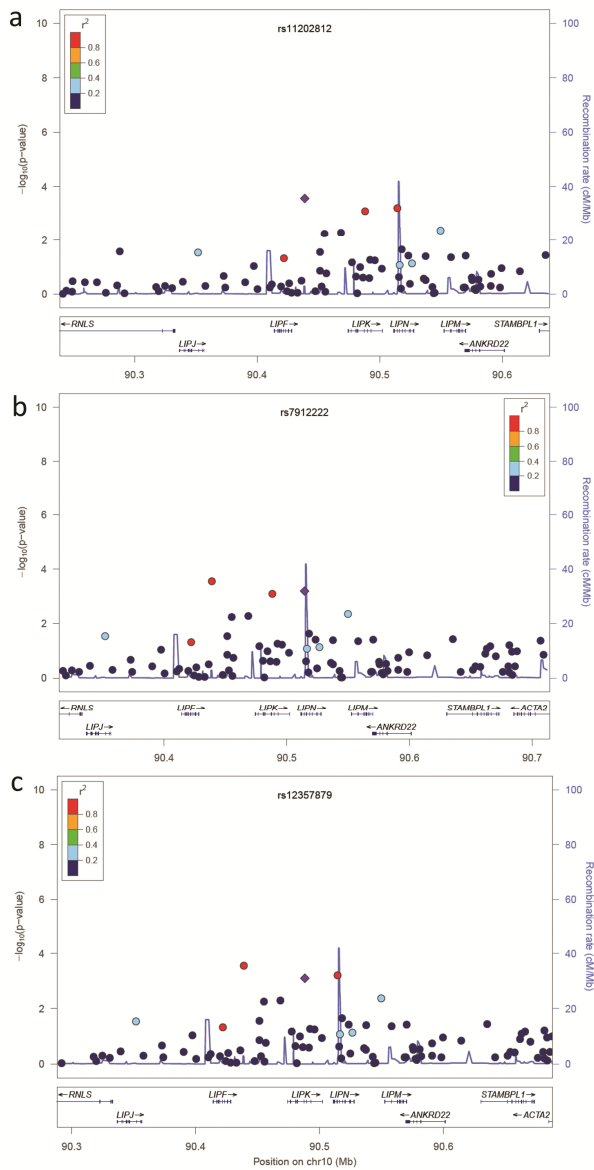 a
rs11202812
r²
0.8
0.6
0.4
0.2
10
8
6
4
2
0
−log10(p−value)
100
80
60
40
20
0
Recombination rate (cM/Mb)
←RNLS
LIPF→
LIPK→
LIPN→
LIPM→
STAMBPL1→
LIPJ→
←ANKRD22
90.3 90.4 90.5 90.6
b
rs7912222
r²
0.8
0.6
0.4
0.2
10
8
6
4
2
0
−log10(p−value)
100
80
60
40
20
0
Recombination rate (cM/Mb)
←RNLS
LIPF→
LIPK→
LIPN→
LIPM→
STAMBPL1→
←ACTA2
LIPJ→
←ANKRD22
90.4 90.5 90.6 90.7
c
rs12357879
r²
0.8
0.6
0.4
0.2
10
8
6
4
2
0
−log10(p−value)
100
80
60
40
20
0
Recombination rate (cM/Mb)
←RNLS
LIPF→
LIPK→
LIPN→
LIPM→
STAMBPL1→
LIPJ→
←ANKRD22
←ACTA2
90.3 90.4 90.5 90.6
Position on chr10 (Mb)